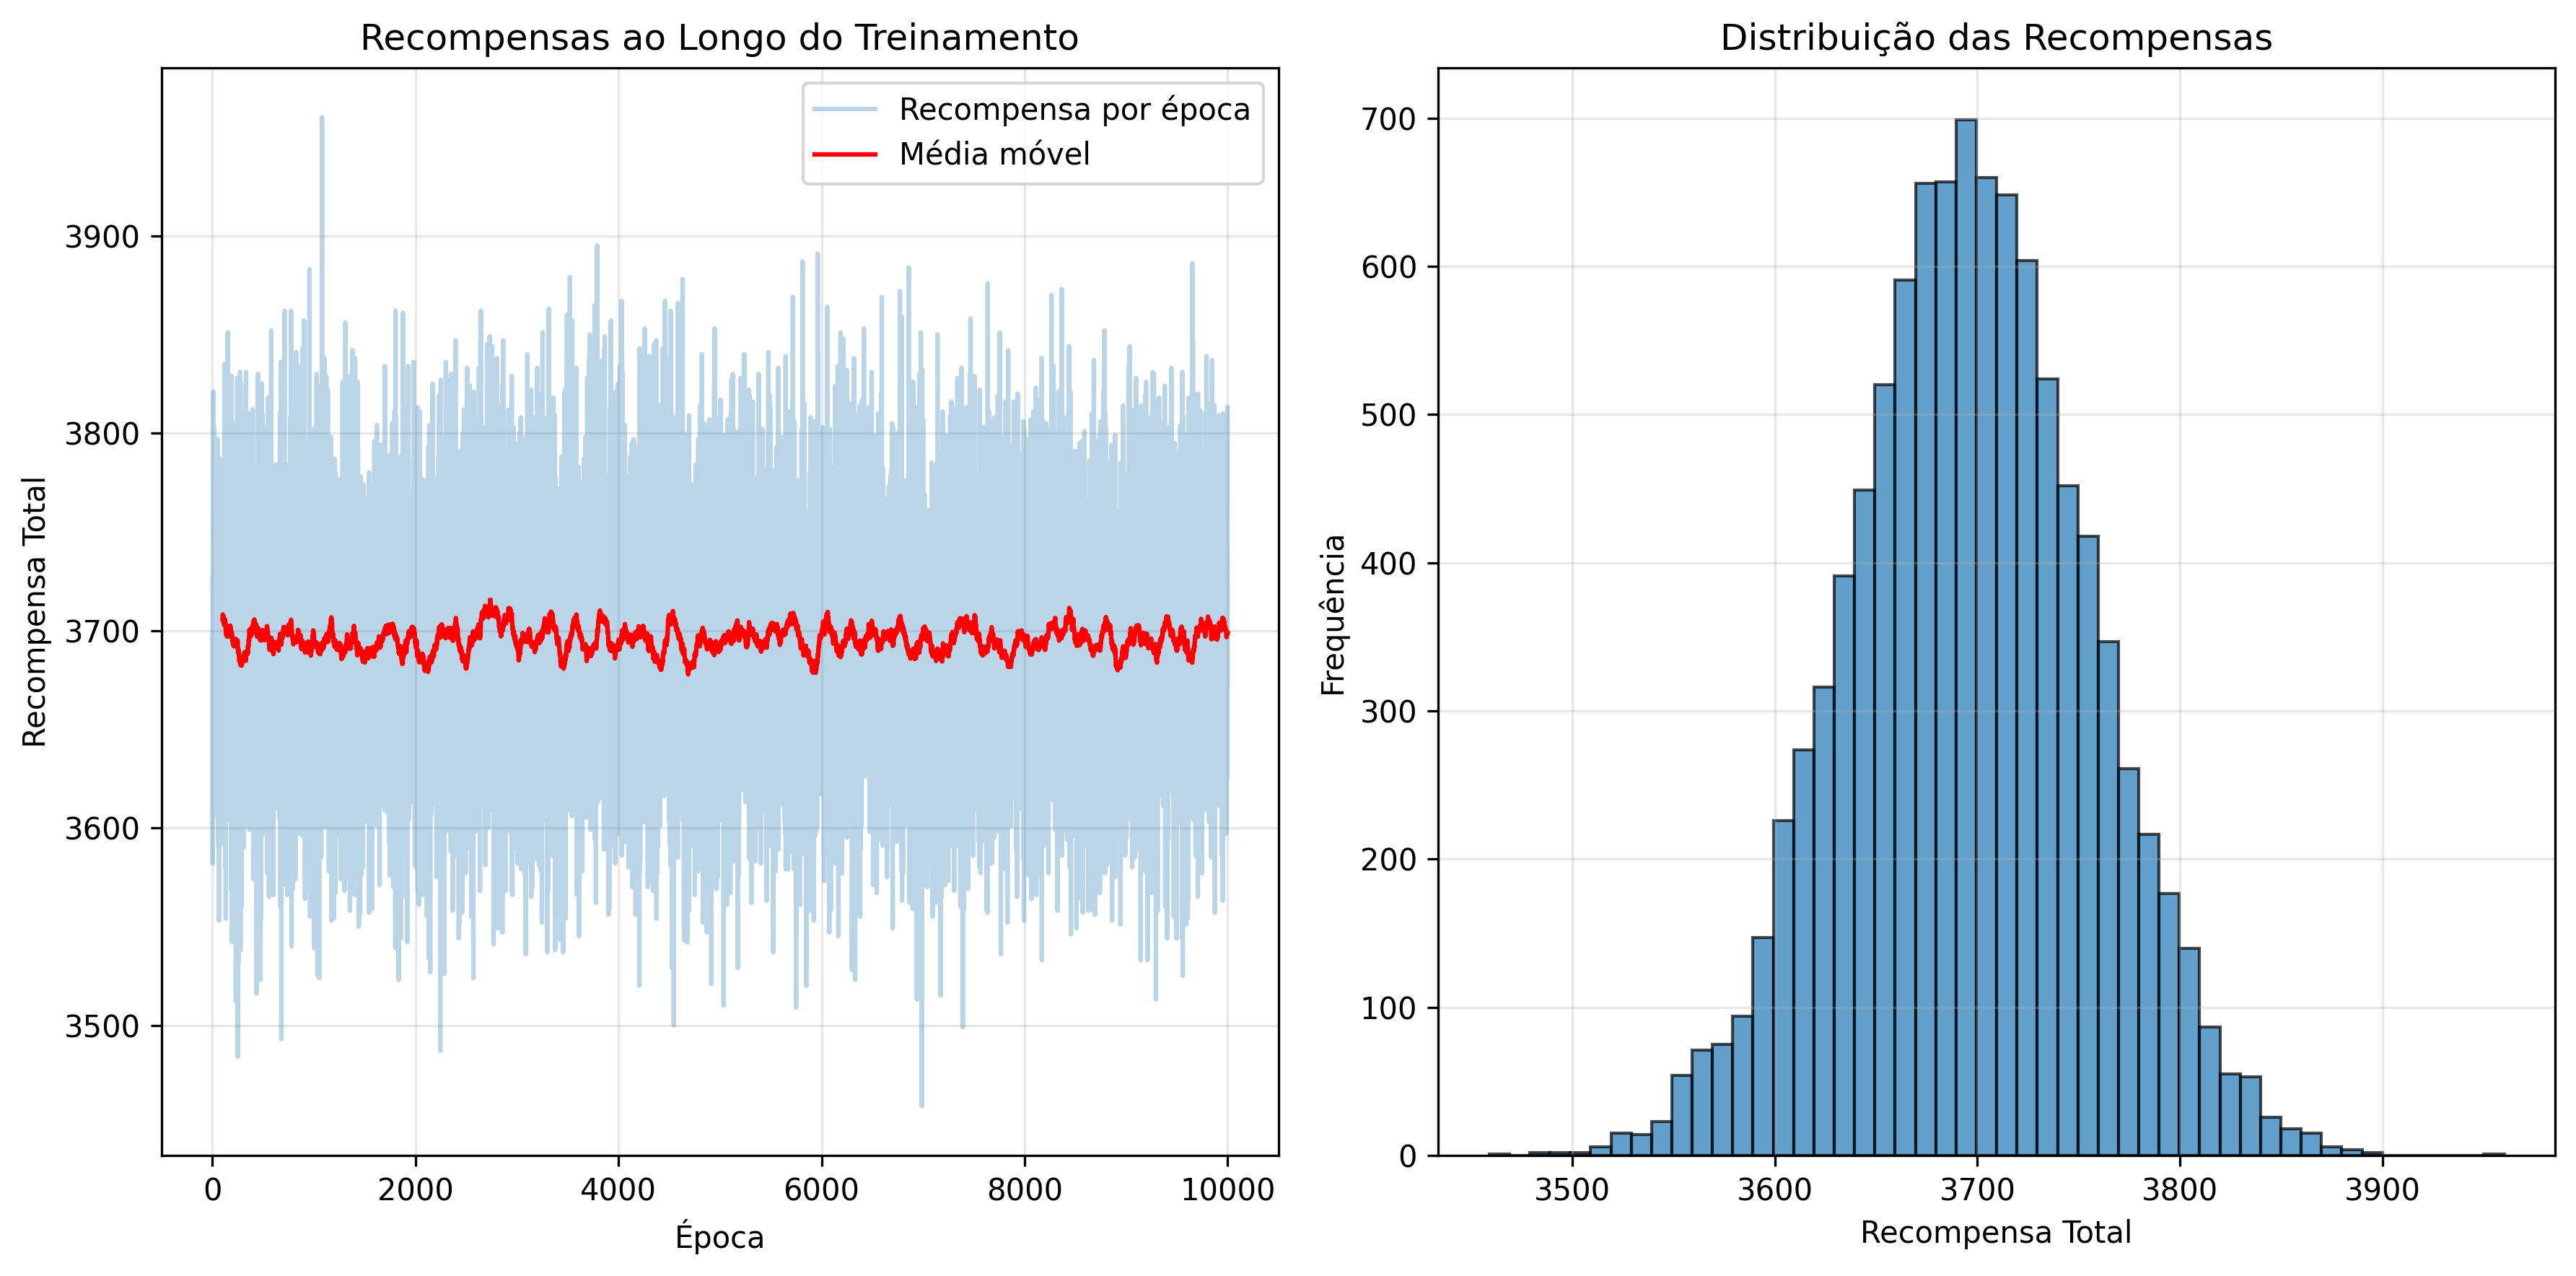 Recompensas ao Longo do Treinamento
Recompensa por época
Média móvel
3900
3800
3700
3600
3500
Recompensa Total
0 2000 4000 6000 8000 10000
Época
Distribuição das Recompensas
700
600
500
400
300
200
100
0
Frequência
3500 3600 3700 3800 3900
Recompensa Total